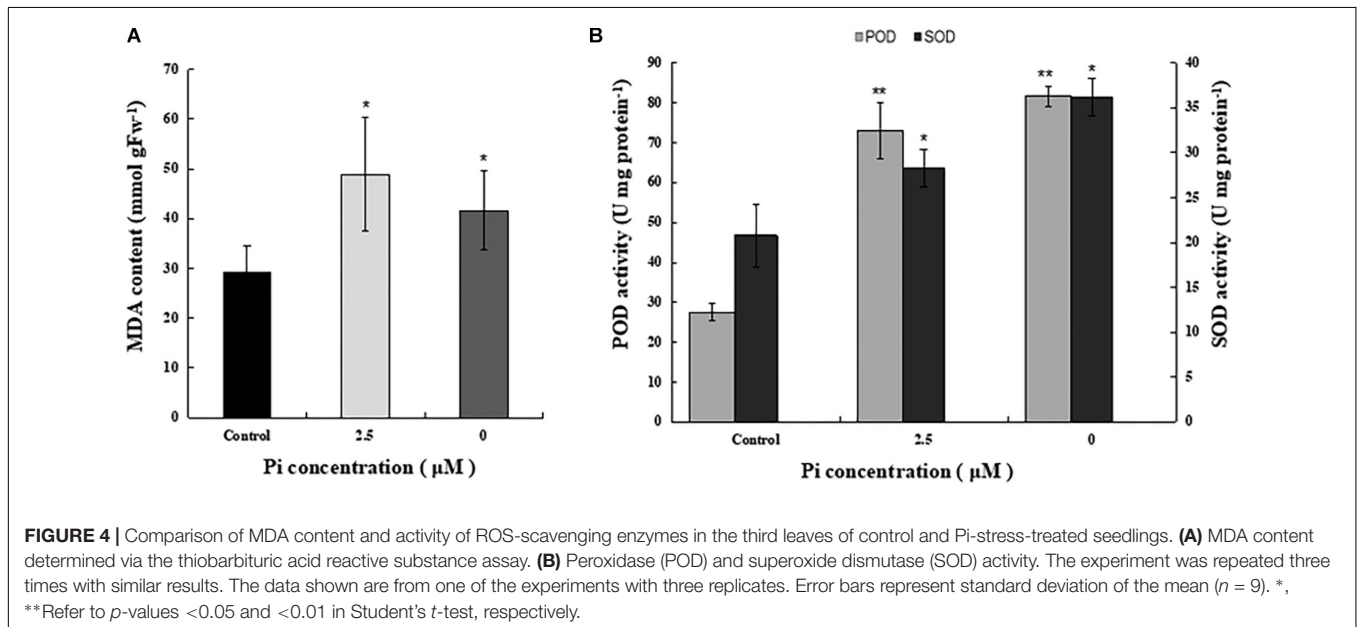 A
MDA content (mmol gFw⁻¹)
70
60
50
40
30
20
10
0
*
*
Control
2.5
0
Pi concentration ( μM )
B
POD SOD
POD activity (U mg protein⁻¹)
90
80
70
60
50
40
30
20
10
0
**
*
**
*
40
35
30
25
20
15
10
5
0
SOD activity (U mg protein⁻¹)
Control
2.5
0
Pi concentration ( μM )
FIGURE 4 | Comparison of MDA content and activity of ROS-scavenging enzymes in the third leaves of control and Pi-stress-treated seedlings. (A) MDA content
determined via the thiobarbituric acid reactive substance assay. (B) Peroxidase (POD) and superoxide dismutase (SOD) activity. The experiment was repeated three
times with similar results. The data shown are from one of the experiments with three replicates. Error bars represent standard deviation of the mean (n = 9). *,
**Refer to p-values <0.05 and <0.01 in Student's t-test, respectively.